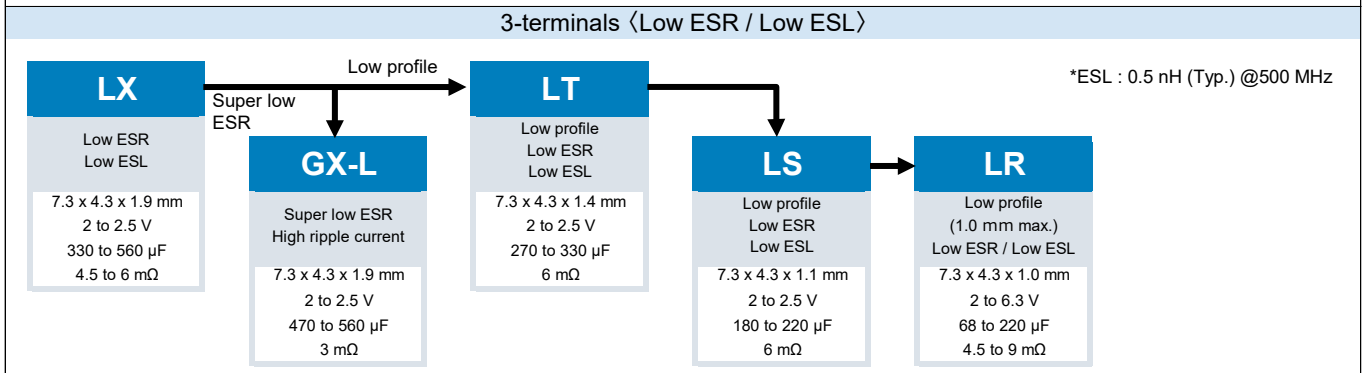 3-terminals〈Low ESR / Low ESL〉
*ESL : 0.5 nH (Typ.) @500 MHz
LX
Low ESR
Low ESL
7.3 x 4.3 x 1.9 mm
2 to 2.5 V
330 to 560 µF
4.5 to 6 mΩ
Super low
ESR
Low profile
GX-L
Super low ESR
High ripple current
7.3 x 4.3 x 1.9 mm
2 to 2.5 V
470 to 560 µF
3 mΩ
LT
Low profile
Low ESR
Low ESL
7.3 x 4.3 x 1.4 mm
2 to 2.5 V
270 to 330 µF
6 mΩ
LS
Low profile
Low ESR
Low ESL
7.3 x 4.3 x 1.1 mm
2 to 2.5 V
180 to 220 µF
6 mΩ
LR
Low profile
(1.0 mm max.)
Low ESR / Low ESL
7.3 x 4.3 x 1.0 mm
2 to 6.3 V
68 to 220 µF
4.5 to 9 mΩ